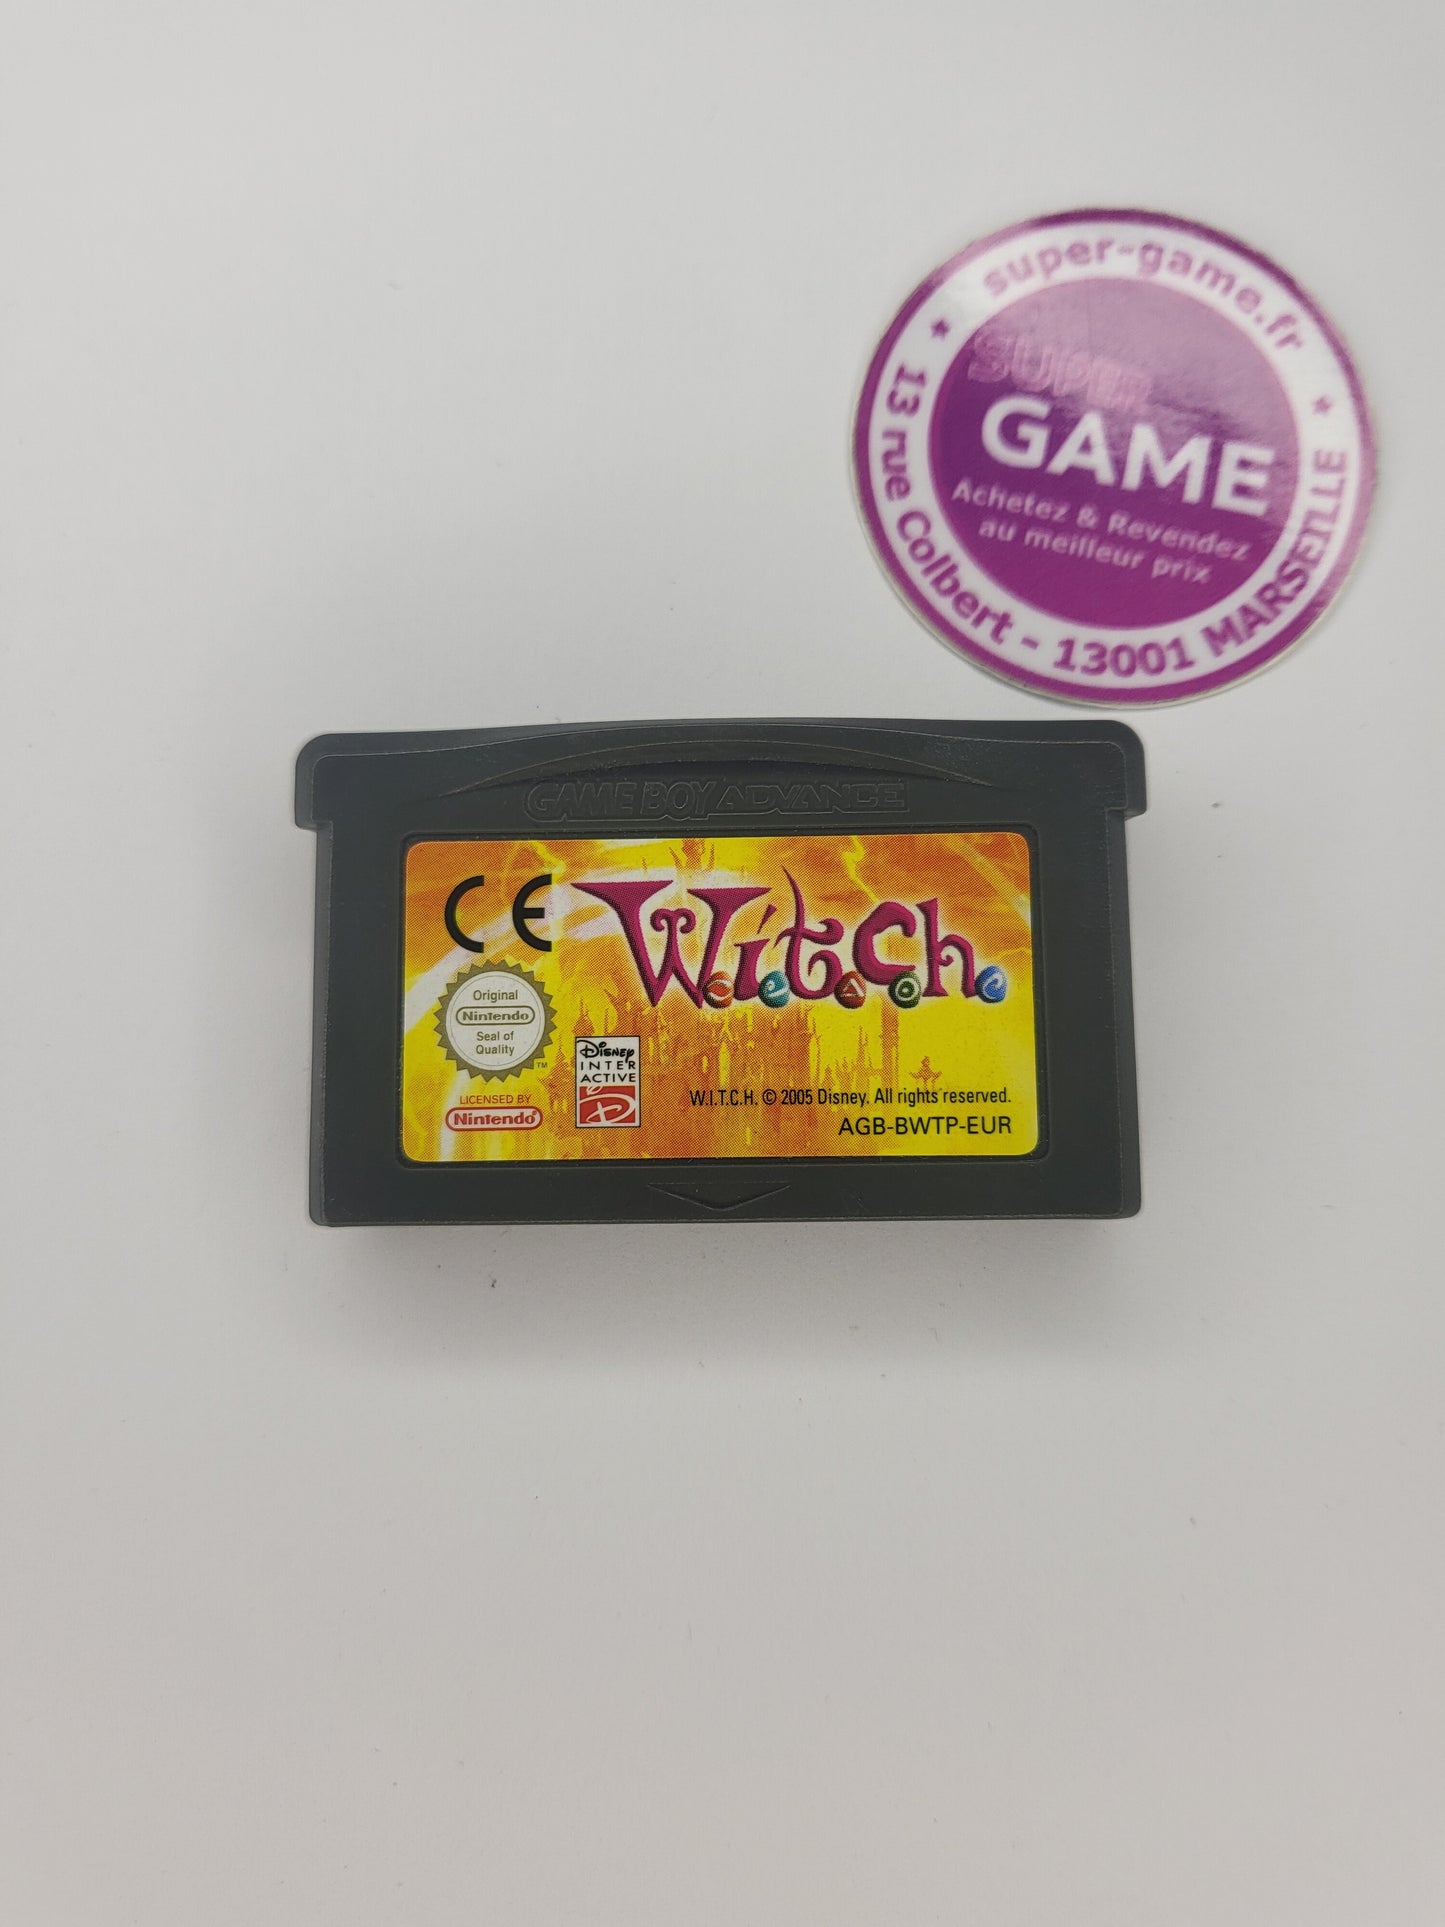 super-game.fr
SUPER
GAME
Achetez & Revendez
au meilleur prix
13 rue Colbert - 13001 MARSEILLE
GAME BOY ADVANCE
CE
W.i.t.c.h.
Original
Nintendo
Seal of
Quality
TM
Disney
INTER
ACTIVE
LICENSED BY
Nintendo®
W.I.T.C.H. © 2005 Disney. All rights reserved.
AGB-BWTP-EUR